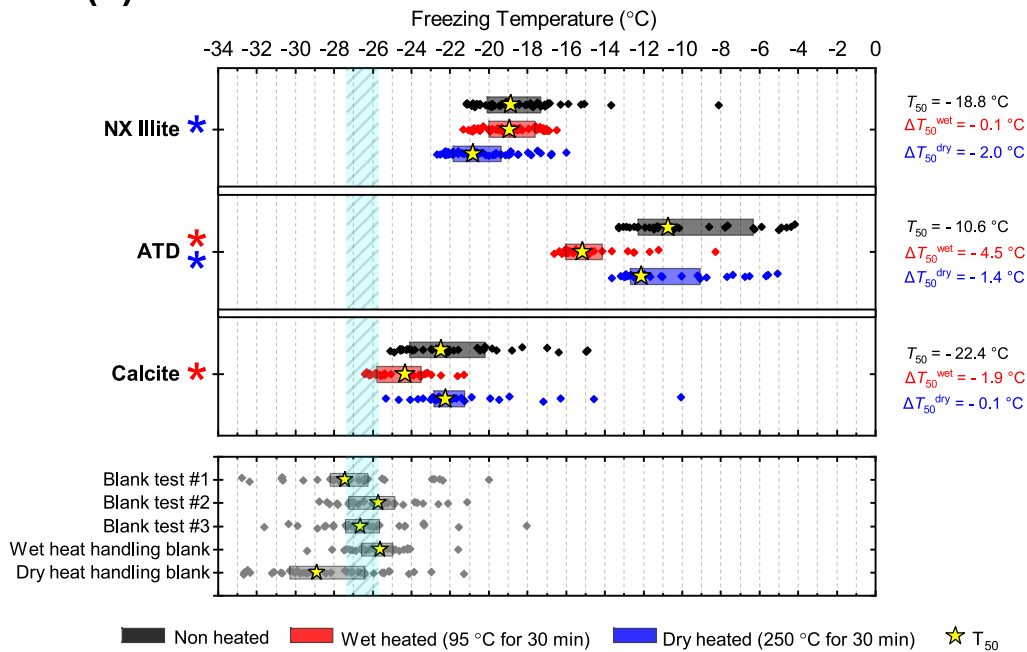 Freezing Temperature (°C)
-34 -32 -30 -28 -26 -24 -22 -20 -18 -16 -14 -12 -10 -8 -6 -4 -2 0
NX Illite *
T50 = - 18.8 °C
ΔT50wet = - 0.1 °C
ΔT50dry = - 2.0 °C
ATD * *
T50 = - 10.6 °C
ΔT50wet = - 4.5 °C
ΔT50dry = - 1.4 °C
Calcite *
T50 = - 22.4 °C
ΔT50wet = - 1.9 °C
ΔT50dry = - 0.1 °C
Blank test #1
Blank test #2
Blank test #3
Wet heat handling blank
Dry heat handling blank
Non heated Wet heated (95 °C for 30 min) Dry heated (250 °C for 30 min) T50